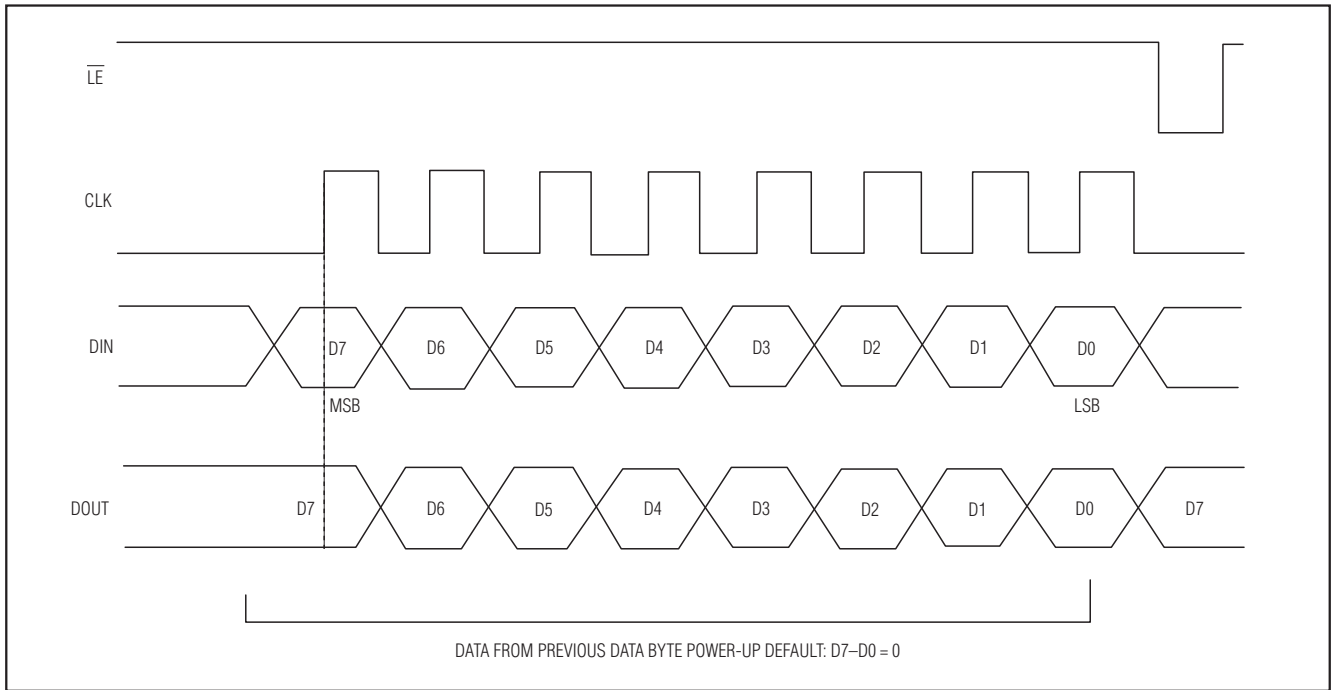 LE
CLK
DIN
D7 D6 D5 D4 D3 D2 D1 D0
MSB LSB
DOUT
D7 D6 D5 D4 D3 D2 D1 D0 D7
DATA FROM PREVIOUS DATA BYTE POWER-UP DEFAULT: D7–D0 = 0